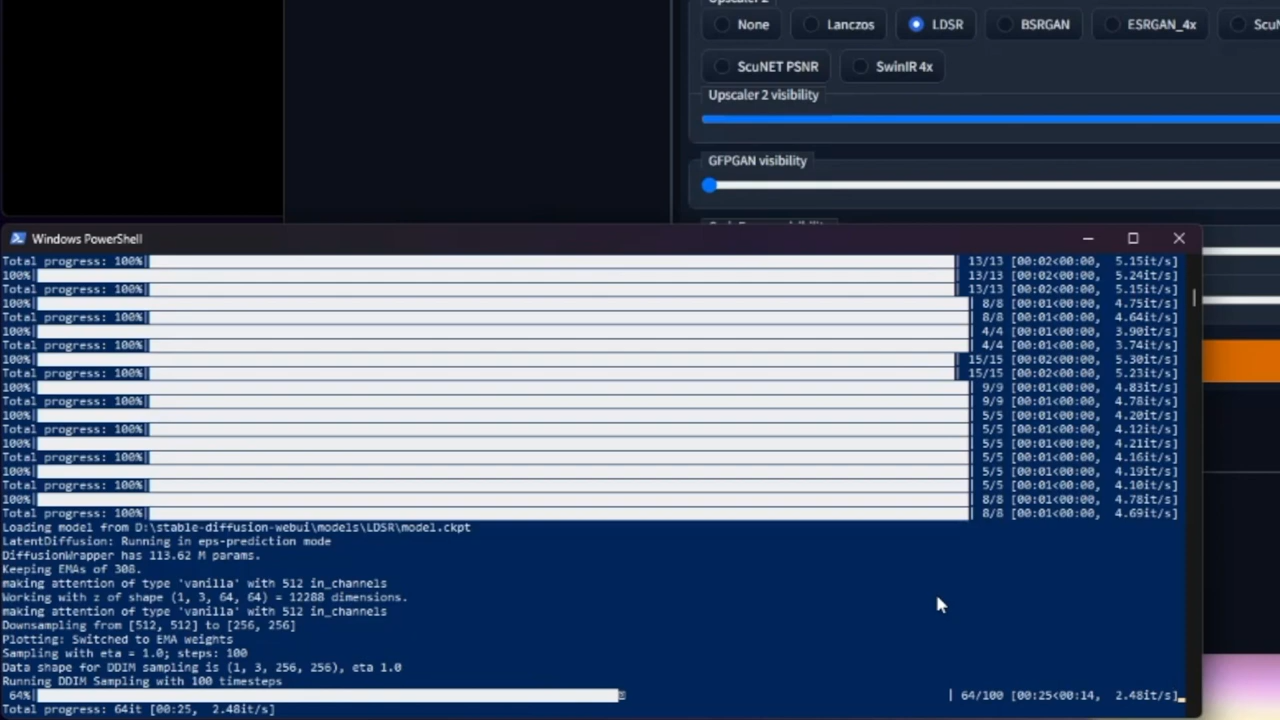 Upscaler 2
None
Lanczos
LDSR
BSRGAN
ESRGAN_4x
ScuN
ScuNET PSNR
SwinIR 4x
Upscaler 2 visibility
GFPGAN visibility
Windows PowerShell
Total progress: 100%| 13/13 [00:02<00:00, 5.15it/s]
100%| 13/13 [00:02<00:00, 5.24it/s]
Total progress: 100%| 13/13 [00:02<00:00, 5.15it/s]
100%| 8/8 [00:01<00:00, 4.75it/s]
Total progress: 100%| 8/8 [00:01<00:00, 4.64it/s]
100%| 4/4 [00:01<00:00, 3.90it/s]
Total progress: 100%| 4/4 [00:01<00:00, 3.74it/s]
100%| 15/15 [00:02<00:00, 5.30it/s]
Total progress: 100%| 15/15 [00:02<00:00, 5.23it/s]
100%| 9/9 [00:01<00:00, 4.83it/s]
Total progress: 100%| 9/9 [00:01<00:00, 4.78it/s]
100%| 5/5 [00:01<00:00, 4.20it/s]
Total progress: 100%| 5/5 [00:01<00:00, 4.12it/s]
100%| 5/5 [00:01<00:00, 4.21it/s]
Total progress: 100%| 5/5 [00:01<00:00, 4.16it/s]
100%| 5/5 [00:01<00:00, 4.19it/s]
Total progress: 100%| 5/5 [00:01<00:00, 4.10it/s]
100%| 8/8 [00:01<00:00, 4.78it/s]
Total progress: 100%| 8/8 [00:01<00:00, 4.69it/s]
Loading model from D:\stable-diffusion-webui\models\LDSR\model.ckpt
LatentDiffusion: Running in eps-prediction mode
DiffusionWrapper has 113.62 M params.
Keeping EMAs of 308.
making attention of type 'vanilla' with 512 in_channels
Working with z of shape (1, 3, 64, 64) = 12288 dimensions.
making attention of type 'vanilla' with 512 in_channels
Downsampling from [512, 512] to [256, 256]
Plotting: Switched to EMA weights
Sampling with eta = 1.0; steps: 100
Data shape for DDIM sampling is (1, 3, 256, 256), eta 1.0
Running DDIM Sampling with 100 timesteps
64%| | 64/100 [00:25<00:14, 2.48it/s]
Total progress: 64it [00:25, 2.48it/s]